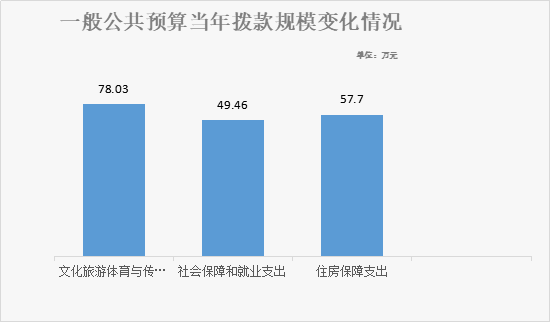 一般公共预算当年拨款规模变化情况
单位：万元
78.03
49.46
57.7
文化旅游体育与传…
社会保障和就业支出
住房保障支出